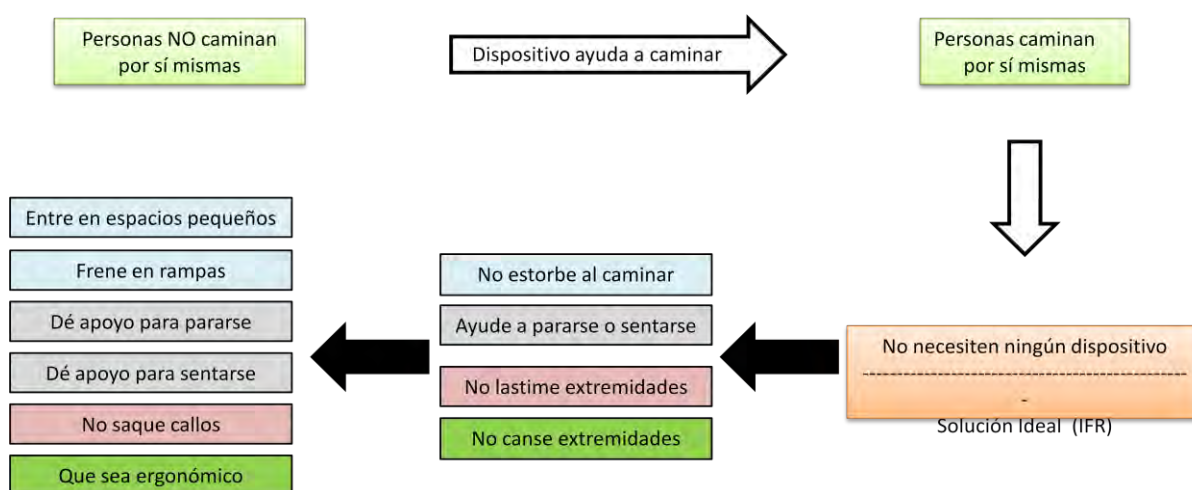 Personas NO caminan
por sí mismas
Dispositivo ayuda a caminar
Personas caminan
por sí mismas
Entre en espacios pequeños
Frene en rampas
Dé apoyo para pararse
Dé apoyo para sentarse
No saque callos
Que sea ergonómico
No estorbe al caminar
Ayude a pararse o sentarse
No lastime extremidades
No canse extremidades
No necesiten ningún dispositivo
------------------------------------------------------
-
Solución Ideal (IFR)